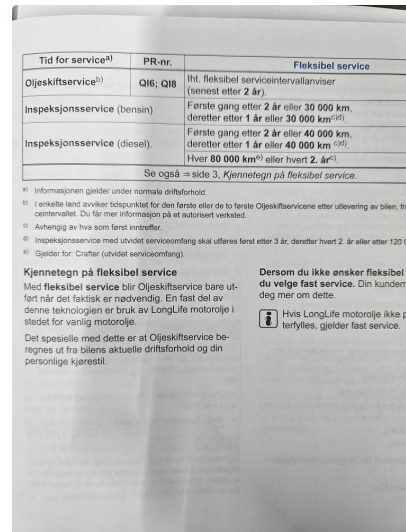 Tid for serviceᵃ⁾ PR-nr. Fleksibel service
Oljeskiftserviceᵇ⁾ QI6; QI8 Iht. fleksibel serviceintervallanviser
(senest etter 2 år).
Inspeksjonsservice (bensin) Første gang etter 2 år eller 30 000 km,
deretter etter 1 år eller 30 000 kmᶜ⁾ᵈ⁾.
Inspeksjonsservice (diesel). Første gang etter 2 år eller 40 000 km,
deretter etter 1 år eller 40 000 km ᶜ⁾ᵈ⁾.
Hver 80 000 kmᵉ⁾ eller hvert 2. årᶜ⁾.
Se også ⇒ side 3, Kjennetegn på fleksibel service.
a) Informasjonen gjelder under normale driftsforhold.
b) I enkelte land avviker tidspunktet for den første eller de to første Oljeskiftservicene etter utlevering av bilen, fr
ceintervallet. Du får mer informasjon på et autorisert verksted.
c) Avhengig av hva som først inntreffer.
d) Inspeksjonsservice med utvidet serviceomfang skal utføres først etter 3 år, deretter hvert 2. år eller etter 120 0
e) Gjelder for: Crafter (utvidet serviceomfang).
Kjennetegn på fleksibel service
Med fleksibel service blir Oljeskiftservice bare ut-
ført når det faktisk er nødvendig. En fast del av
denne teknologien er bruk av LongLife motorolje i
stedet for vanlig motorolje.
Det spesielle med dette er at Oljeskiftservice be-
regnes ut fra bilens aktuelle driftsforhold og din
personlige kjørestil.
Dersom du ikke ønsker fleksibel
du velge fast service. Din kundem
deg mer om dette.
Hvis LongLife motorolje ikke p
terfylles, gjelder fast service.